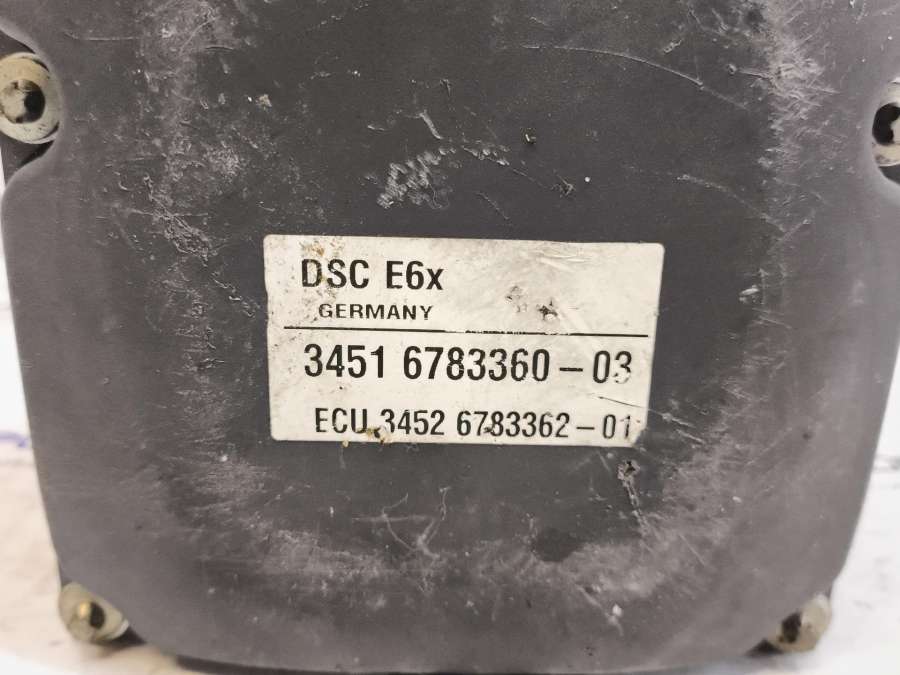 DSC E6x
GERMANY
3451 6783360-03
ECU 3452 6783362-01